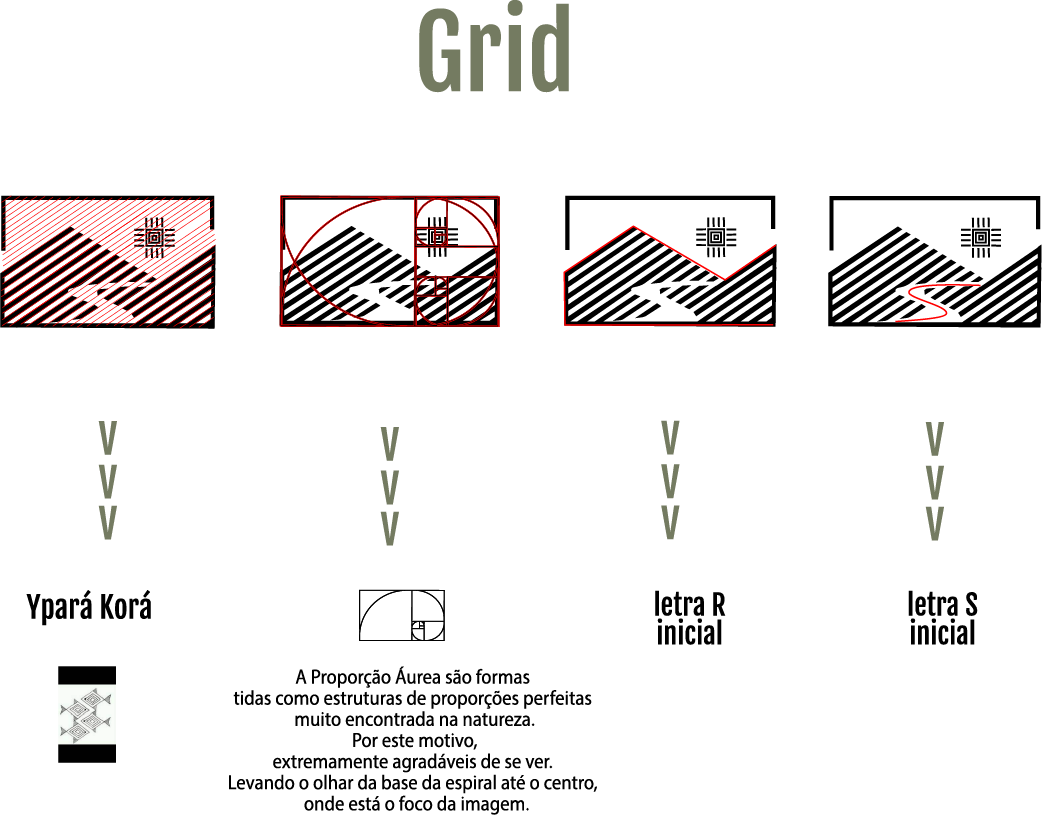 Grid
V
V
V
V
V
V
V
V
V
V
V
V
Ypará Korá
letra R
inicial
letra S
inicial
A Proporção Áurea são formas
tidas como estruturas de proporções perfeitas
muito encontrada na natureza.
Por este motivo,
extremamente agradáveis de se ver.
Levando o olhar da base da espiral até o centro,
onde está o foco da imagem.